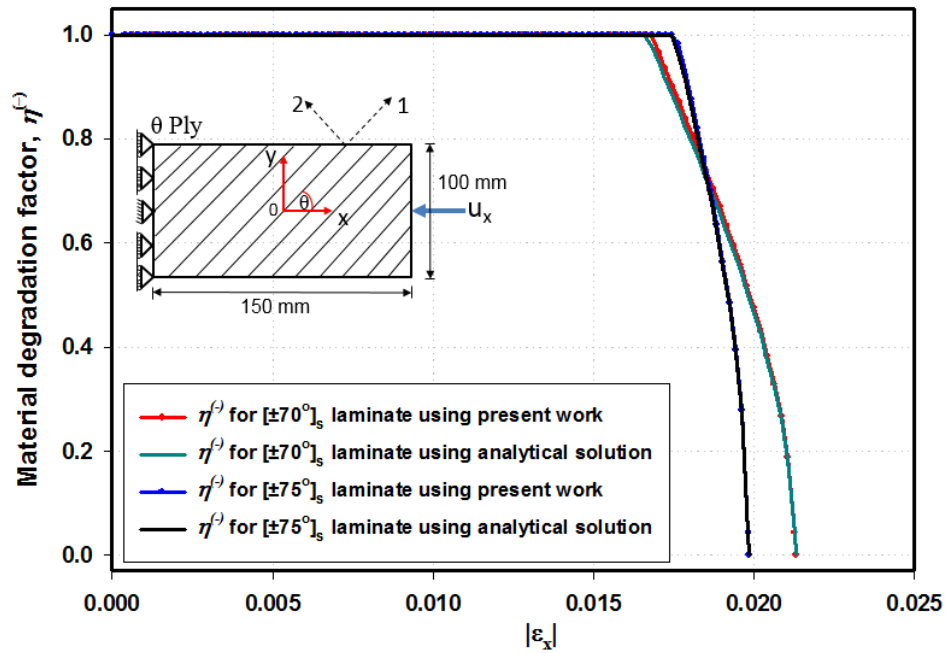 Material degradation factor, η⁽⁻⁾
1.0
0.8
0.6
0.4
0.2
0.0
0.000
0.005
0.010
0.015
0.020
0.025
|εx|
θ Ply
2
1
y
θ
0
x
100 mm
ux
150 mm
η(-) for [±70°]s laminate using present work
η(-) for [±70°]s laminate using analytical solution
η(-) for [±75°]s laminate using present work
η(-) for [±75°]s laminate using analytical solution